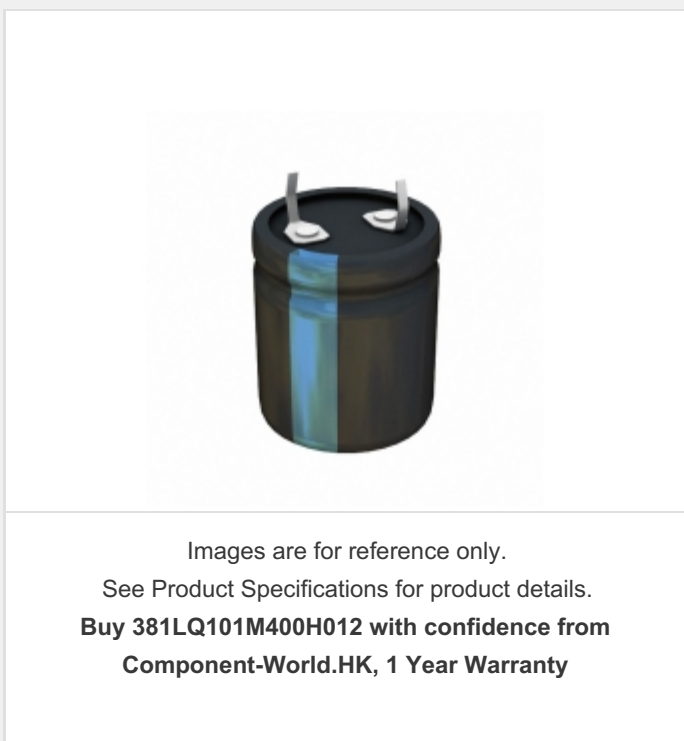 Images are for reference only.
See Product Specifications for product details.
Buy 381LQ101M400H012 with confidence from
Component-World.HK, 1 Year Warranty